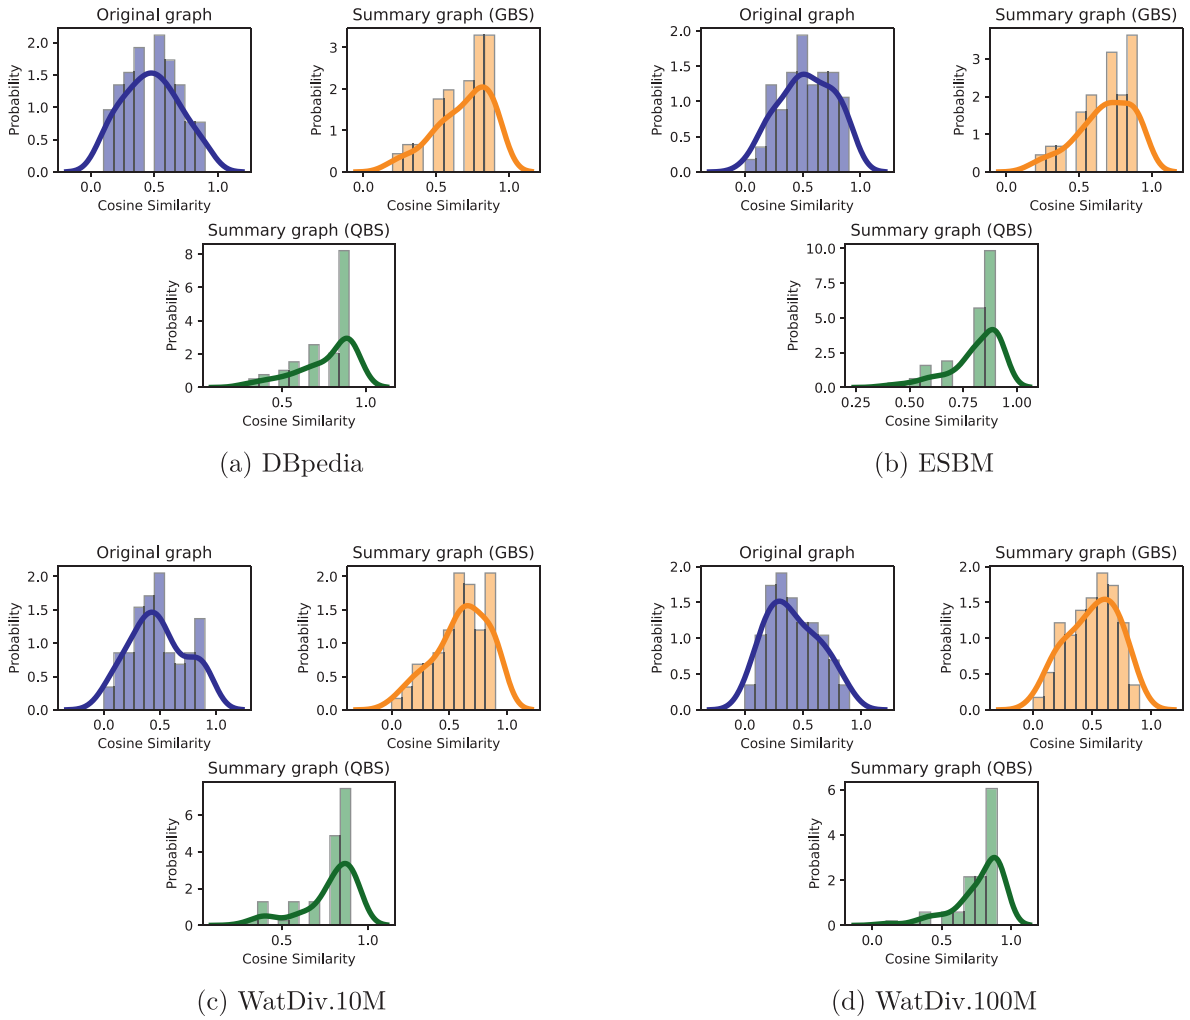 Original graph
Summary graph (GBS)
Probability
2.0
1.5
1.0
0.5
0.0
0.0 0.5 1.0
Cosine Similarity
Probability
3
2
1
0
0.0 0.5 1.0
Cosine Similarity
Summary graph (QBS)
Probability
8
6
4
2
0
0.5 1.0
Cosine Similarity
(a) DBpedia
Original graph
Summary graph (GBS)
Probability
2.0
1.5
1.0
0.5
0.0
0.0 0.5 1.0
Cosine Similarity
Probability
3
2
1
0
0.0 0.5 1.0
Cosine Similarity
Summary graph (QBS)
Probability
10.0
7.5
5.0
2.5
0.0
0.25 0.50 0.75 1.00
Cosine Similarity
(b) ESBM
Original graph
Summary graph (GBS)
Probability
2.0
1.5
1.0
0.5
0.0
0.0 0.5 1.0
Cosine Similarity
Probability
2.0
1.5
1.0
0.5
0.0
0.0 0.5 1.0
Cosine Similarity
Summary graph (QBS)
Probability
6
4
2
0
0.5 1.0
Cosine Similarity
(c) WatDiv.10M
Original graph
Summary graph (GBS)
Probability
2.0
1.5
1.0
0.5
0.0
0.0 0.5 1.0
Cosine Similarity
Probability
2.0
1.5
1.0
0.5
0.0
0.0 0.5 1.0
Cosine Similarity
Summary graph (QBS)
Probability
6
4
2
0
0.0 0.5 1.0
Cosine Similarity
(d) WatDiv.100M